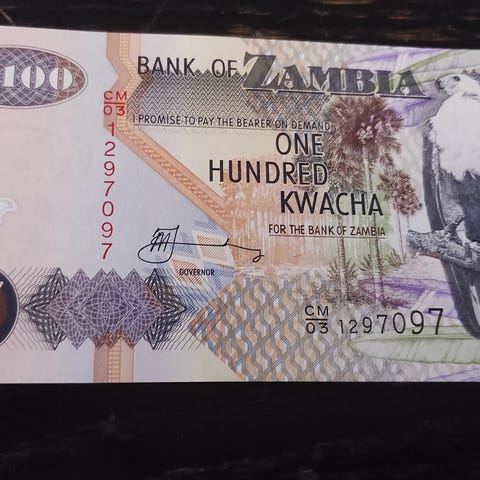 100
BANK OF ZAMBIA
CM
03
1297097
I PROMISE TO PAY THE BEARER ON DEMAND
ONE
HUNDRED
KWACHA
FOR THE BANK OF ZAMBIA
GOVERNOR
CM
03 1297097